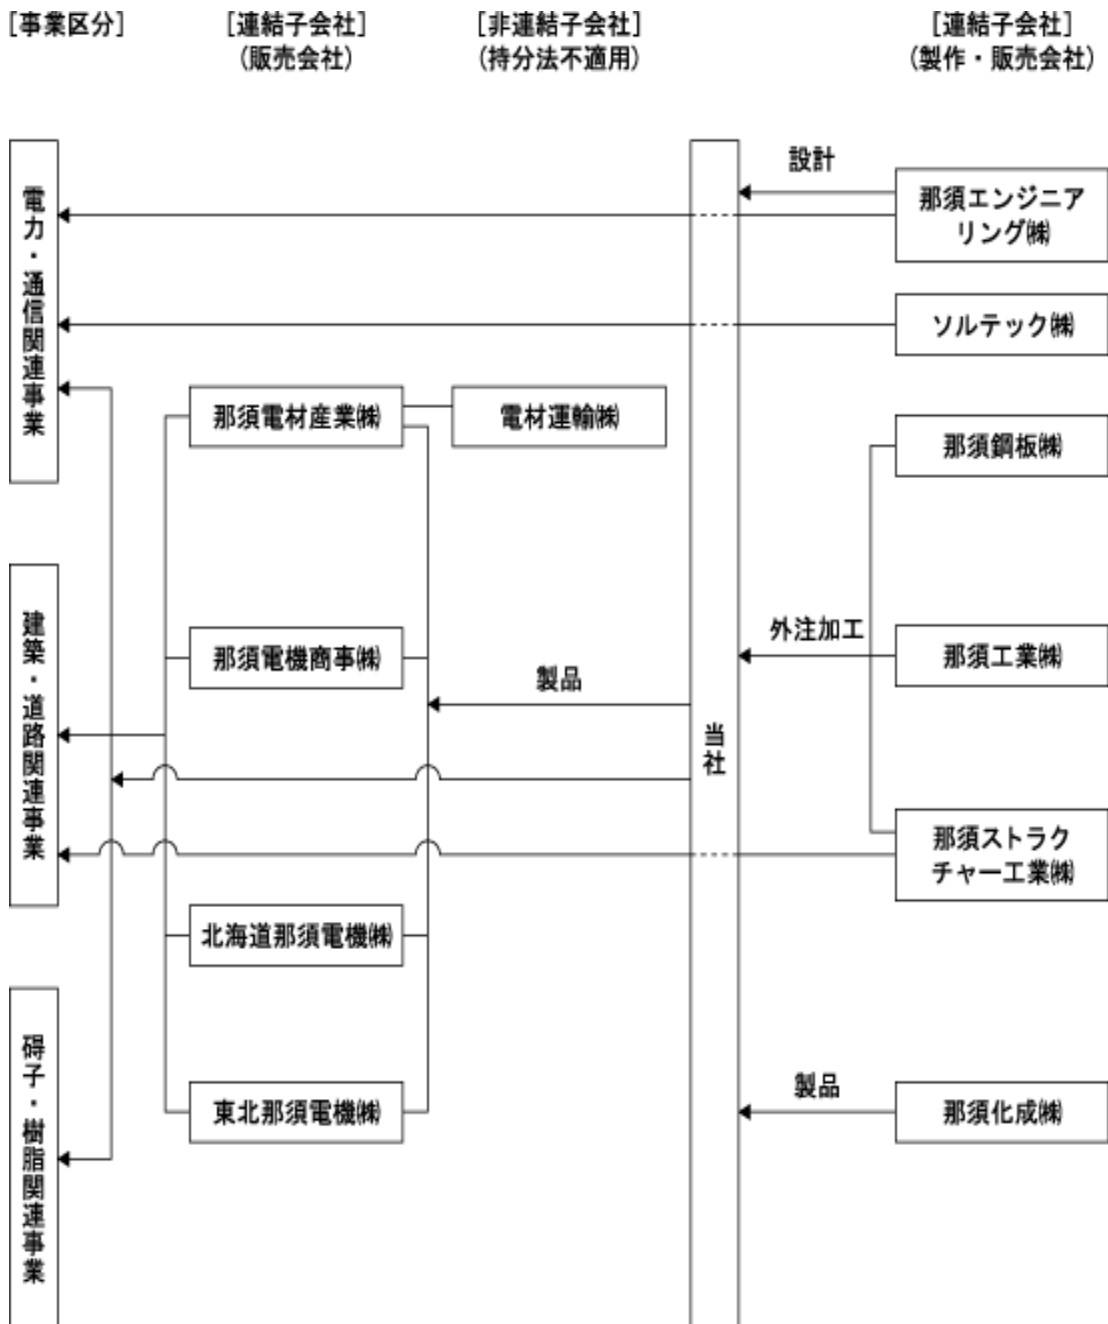 [事業区分]
[連結子会社]
(販売会社)
[非連結子会社]
(持分法不適用)
[連結子会社]
(製作・販売会社)
電力・通信関連事業
建築・道路関連事業
碍子・樹脂関連事業
那須電材産業㈱
電材運輸㈱
那須電機商事㈱
北海道那須電機㈱
東北那須電機㈱
製品
当社
設計
外注加工
製品
那須エンジニア
リング㈱
ソルテック㈱
那須鋼板㈱
那須工業㈱
那須ストラク
チャー工業㈱
那須化成㈱